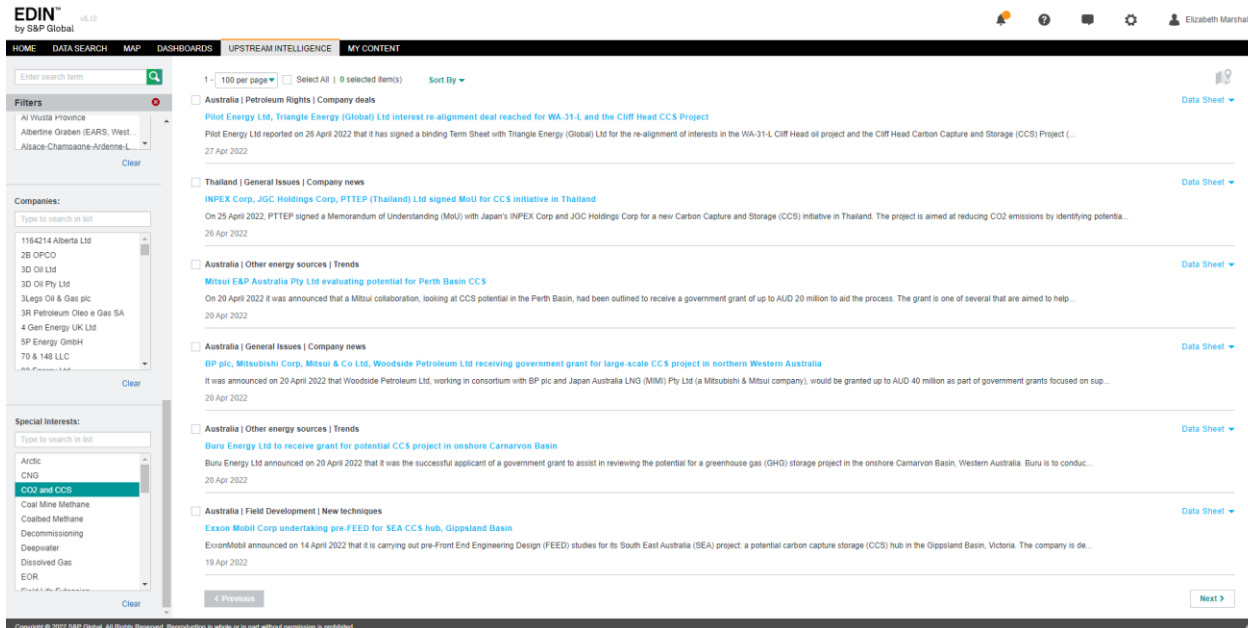 EDIN™ v8.10
by S&P Global
Elizabeth Marshal
HOME DATA SEARCH MAP DASHBOARDS UPSTREAM INTELLIGENCE MY CONTENT
Enter search term
Filters
Al Wusta Province
Albertine Graben (EARS, West...
Alsace-Champagne-Ardenne-L...
Clear
Companies:
Type to search in list
1164214 Alberta Ltd
2B OPCO
3D Oil Ltd
3D Oil Pty Ltd
3Legs Oil & Gas plc
3R Petroleum Oleo e Gas SA
4 Gen Energy UK Ltd
5P Energy GmbH
70 & 148 LLC
Clear
Special Interests:
Type to search in list
Arctic
CNG
CO2 and CCS
Coal Mine Methane
Coalbed Methane
Decommissioning
Deepwater
Dissolved Gas
EOR
Field Life Extension
Clear
1 - 100 per page Select All | 0 selected item(s) Sort By
Australia | Petroleum Rights | Company deals Data Sheet
Pilot Energy Ltd, Triangle Energy (Global) Ltd interest re-alignment deal reached for WA-31-L and the Cliff Head CCS Project
Pilot Energy Ltd reported on 26 April 2022 that it has signed a binding Term Sheet with Triangle Energy (Global) Ltd for the re-alignment of interests in the WA-31-L Cliff Head oil project and the Cliff Head Carbon Capture and Storage (CCS) Project (...
27 Apr 2022
Thailand | General Issues | Company news Data Sheet
INPEX Corp, JGC Holdings Corp, PTTEP (Thailand) Ltd signed MoU for CCS initiative in Thailand
On 25 April 2022, PTTEP signed a Memorandum of Understanding (MoU) with Japan's INPEX Corp and JGC Holdings Corp for a new Carbon Capture and Storage (CCS) initiative in Thailand. The project is aimed at reducing CO2 emissions by identifying potentia...
26 Apr 2022
Australia | Other energy sources | Trends Data Sheet
Mitsui E&P Australia Pty Ltd evaluating potential for Perth Basin CCS
On 20 April 2022 it was announced that a Mitsui collaboration, looking at CCS potential in the Perth Basin, had been outlined to receive a government grant of up to AUD 20 million to aid the process. The grant is one of several that are aimed to help...
20 Apr 2022
Australia | General Issues | Company news Data Sheet
BP plc, Mitsubishi Corp, Mitsui & Co Ltd, Woodside Petroleum Ltd receiving government grant for large-scale CCS project in northern Western Australia
It was announced on 20 April 2022 that Woodside Petroleum Ltd, working in consortium with BP plc and Japan Australia LNG (MIMI) Pty Ltd (a Mitsubishi & Mitsui company), would be granted up to AUD 40 million as part of government grants focused on sup...
20 Apr 2022
Australia | Other energy sources | Trends Data Sheet
Buru Energy Ltd to receive grant for potential CCS project in onshore Carnarvon Basin
Buru Energy Ltd announced on 20 April 2022 that it was the successful applicant of a government grant to assist in reviewing the potential for a greenhouse gas (GHG) storage project in the onshore Carnarvon Basin, Western Australia. Buru is to conduc...
20 Apr 2022
Australia | Field Development | New techniques Data Sheet
Exxon Mobil Corp undertaking pre-FEED for SEA CCS hub, Gippsland Basin
ExxonMobil announced on 14 April 2022 that it is carrying out pre-Front End Engineering Design (FEED) studies for its South East Australia (SEA) project: a potential carbon capture storage (CCS) hub in the Gippsland Basin, Victoria. The company is de...
19 Apr 2022
< Previous Next >
Copyright © 2022 S&P Global. All Rights Reserved. Reproduction in whole or in part without permission is prohibited.